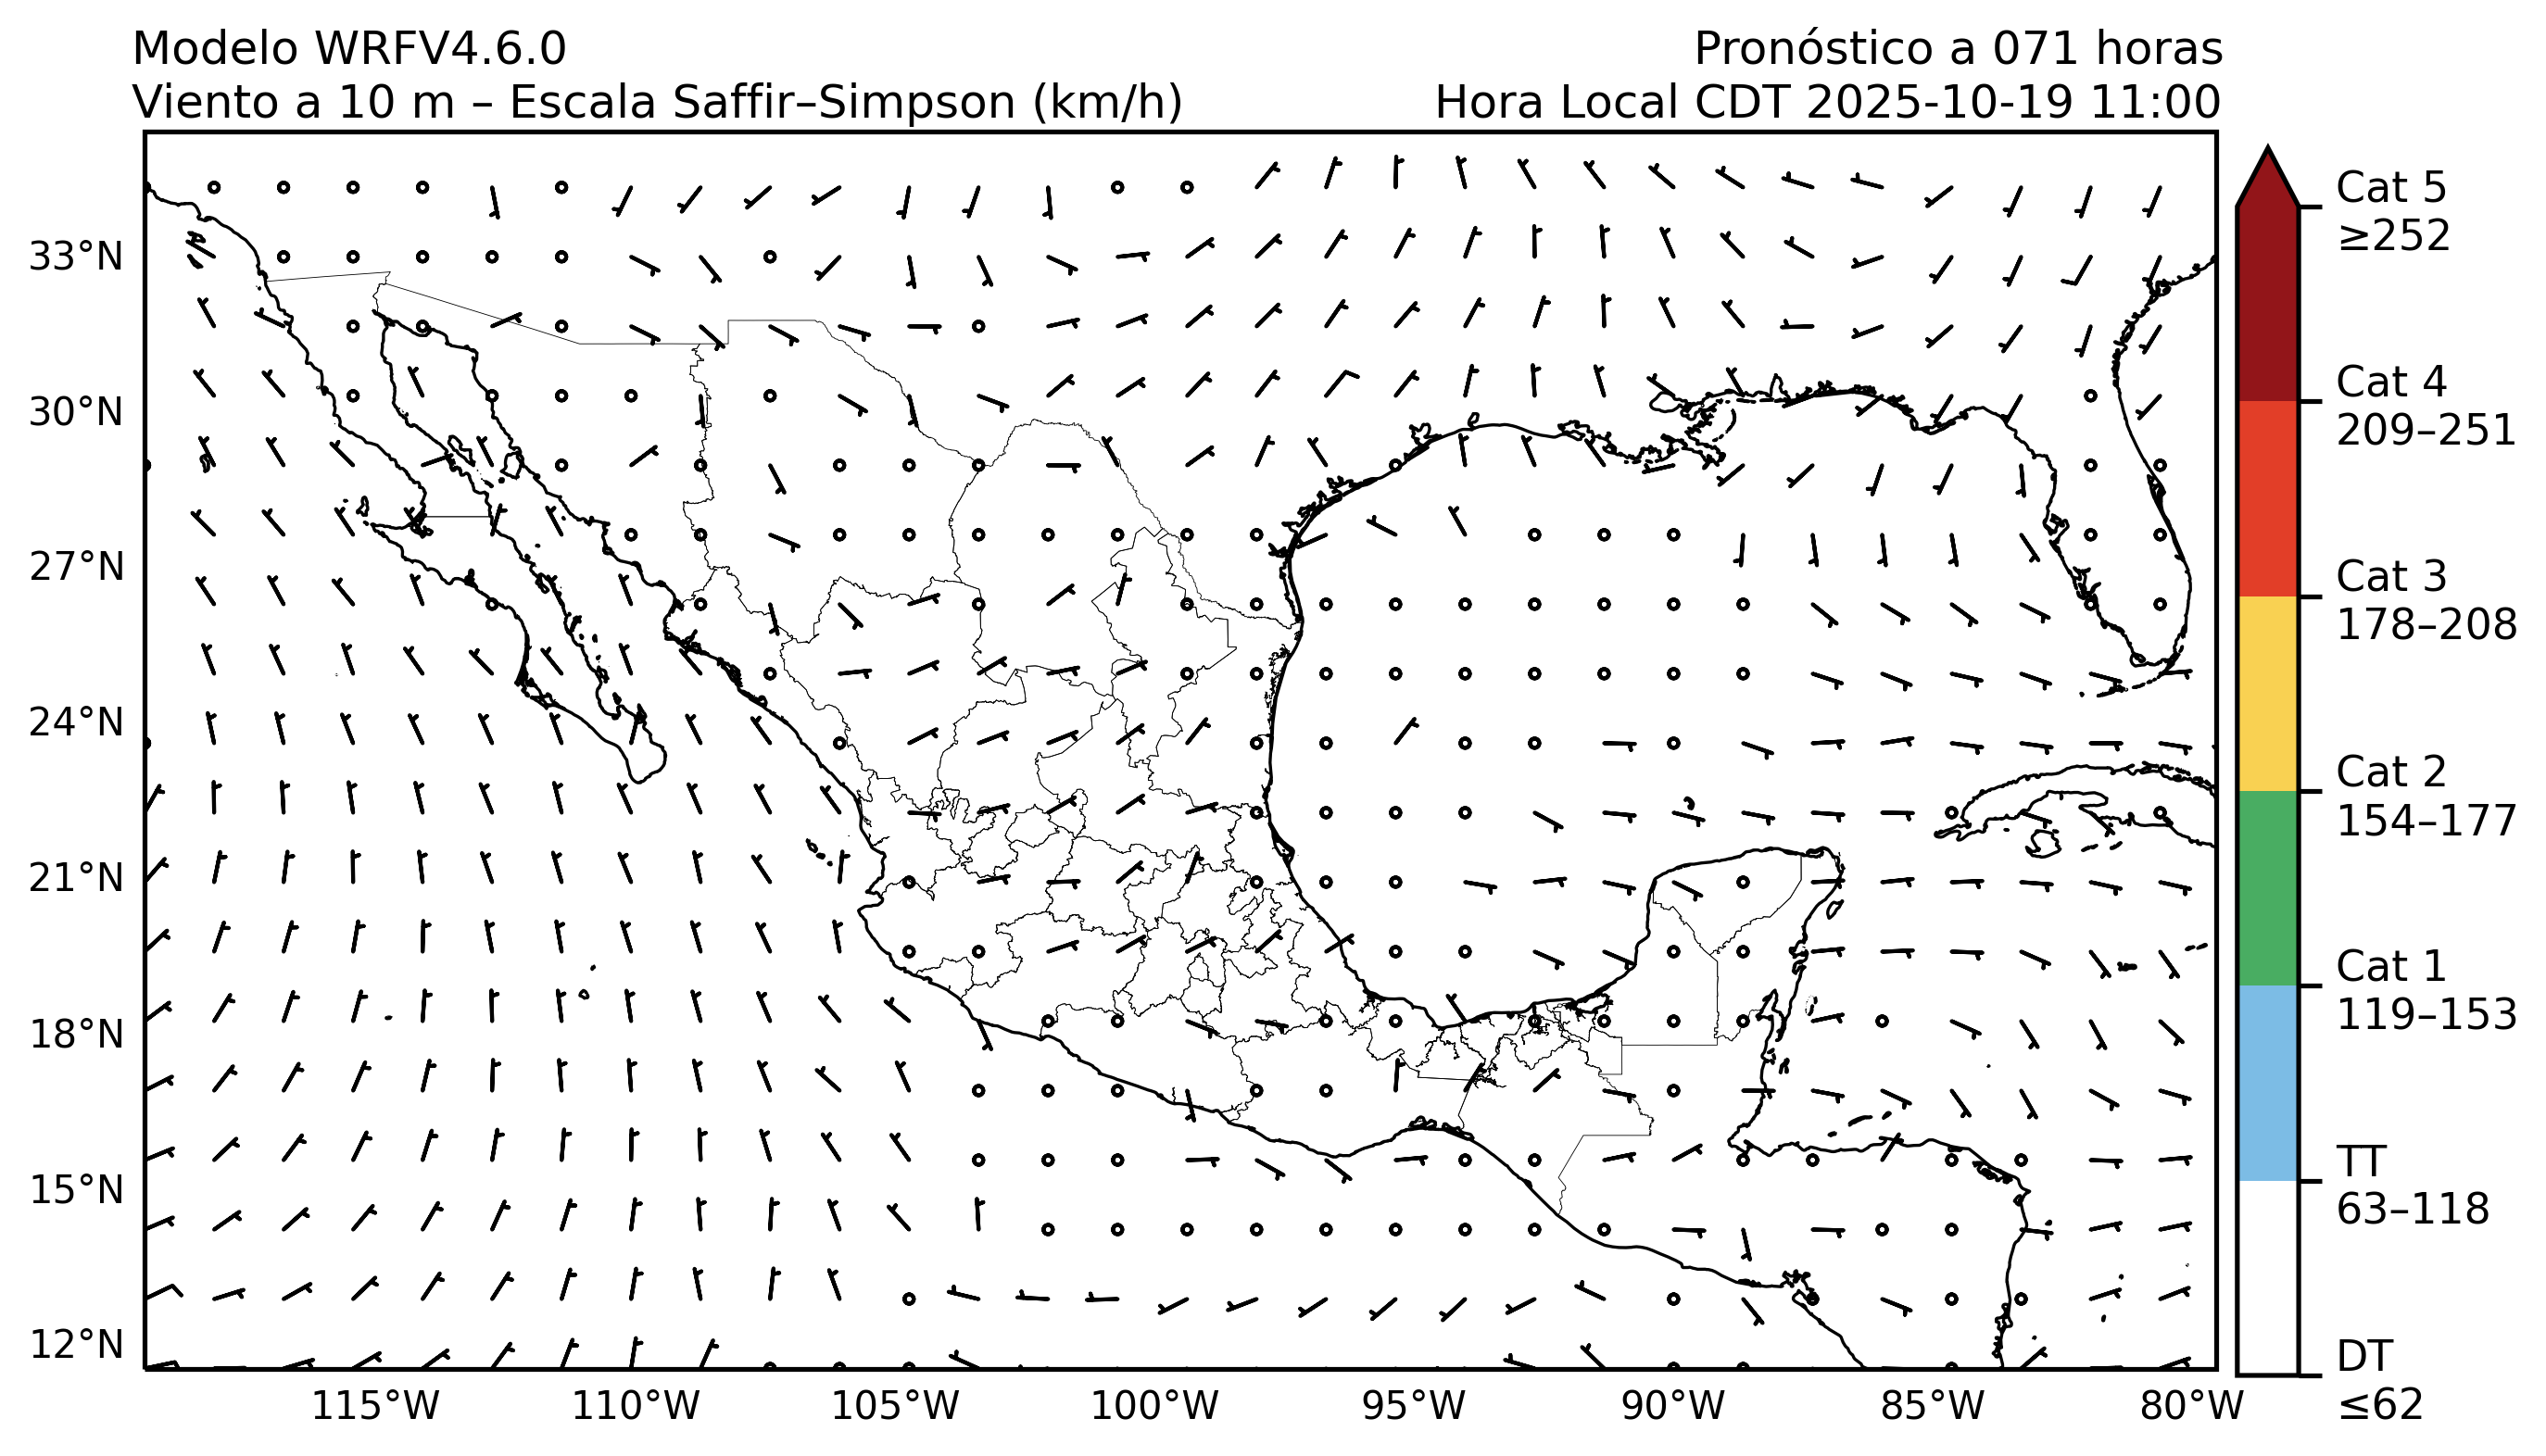 Modelo WRFV4.6.0
Pronóstico a 071 horas
Viento a 10 m – Escala Saffir–Simpson (km/h)
Hora Local CDT 2025-10-19 11:00
33°N
30°N
27°N
24°N
21°N
18°N
15°N
12°N
115°W
110°W
105°W
100°W
95°W
90°W
85°W
80°W
Cat 5
≥252
Cat 4
209–251
Cat 3
178–208
Cat 2
154–177
Cat 1
119–153
TT
63–118
DT
≤62